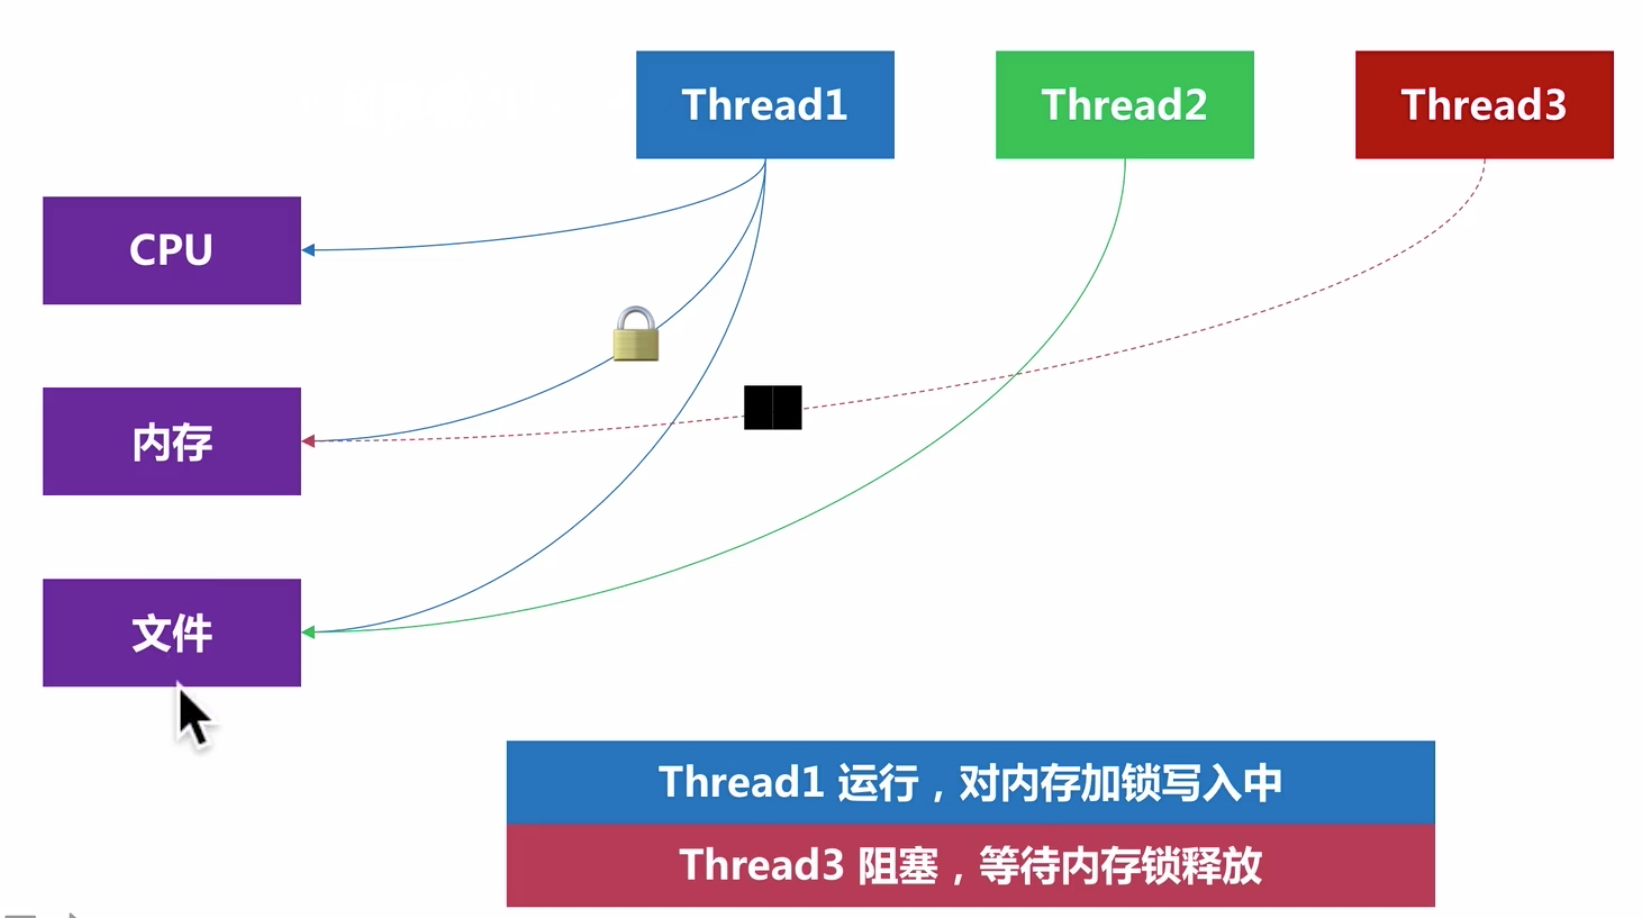 Thread1
Thread2
Thread3
CPU
内存
文件
Thread1 运行，对内存加锁写入中
Thread3 阻塞，等待内存锁释放